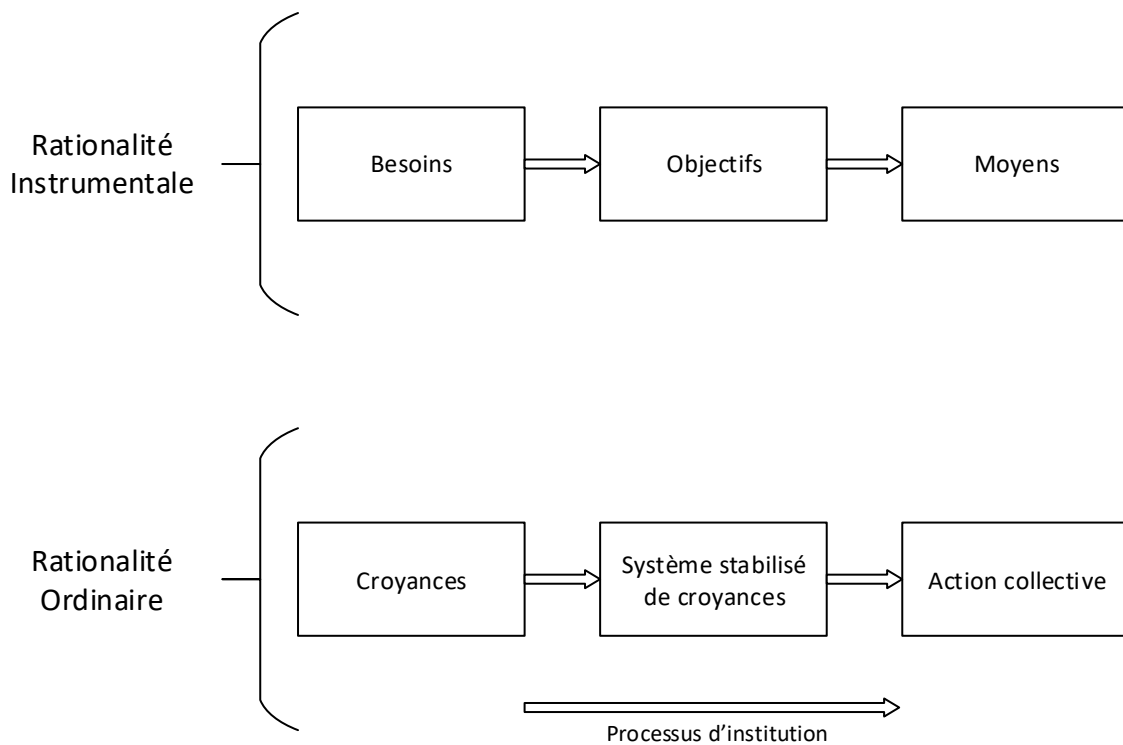 Rationalité
Instrumentale
Besoins
Objectifs
Moyens
Rationalité
Ordinaire
Croyances
Système stabilisé
de croyances
Action collective
Processus d’institution